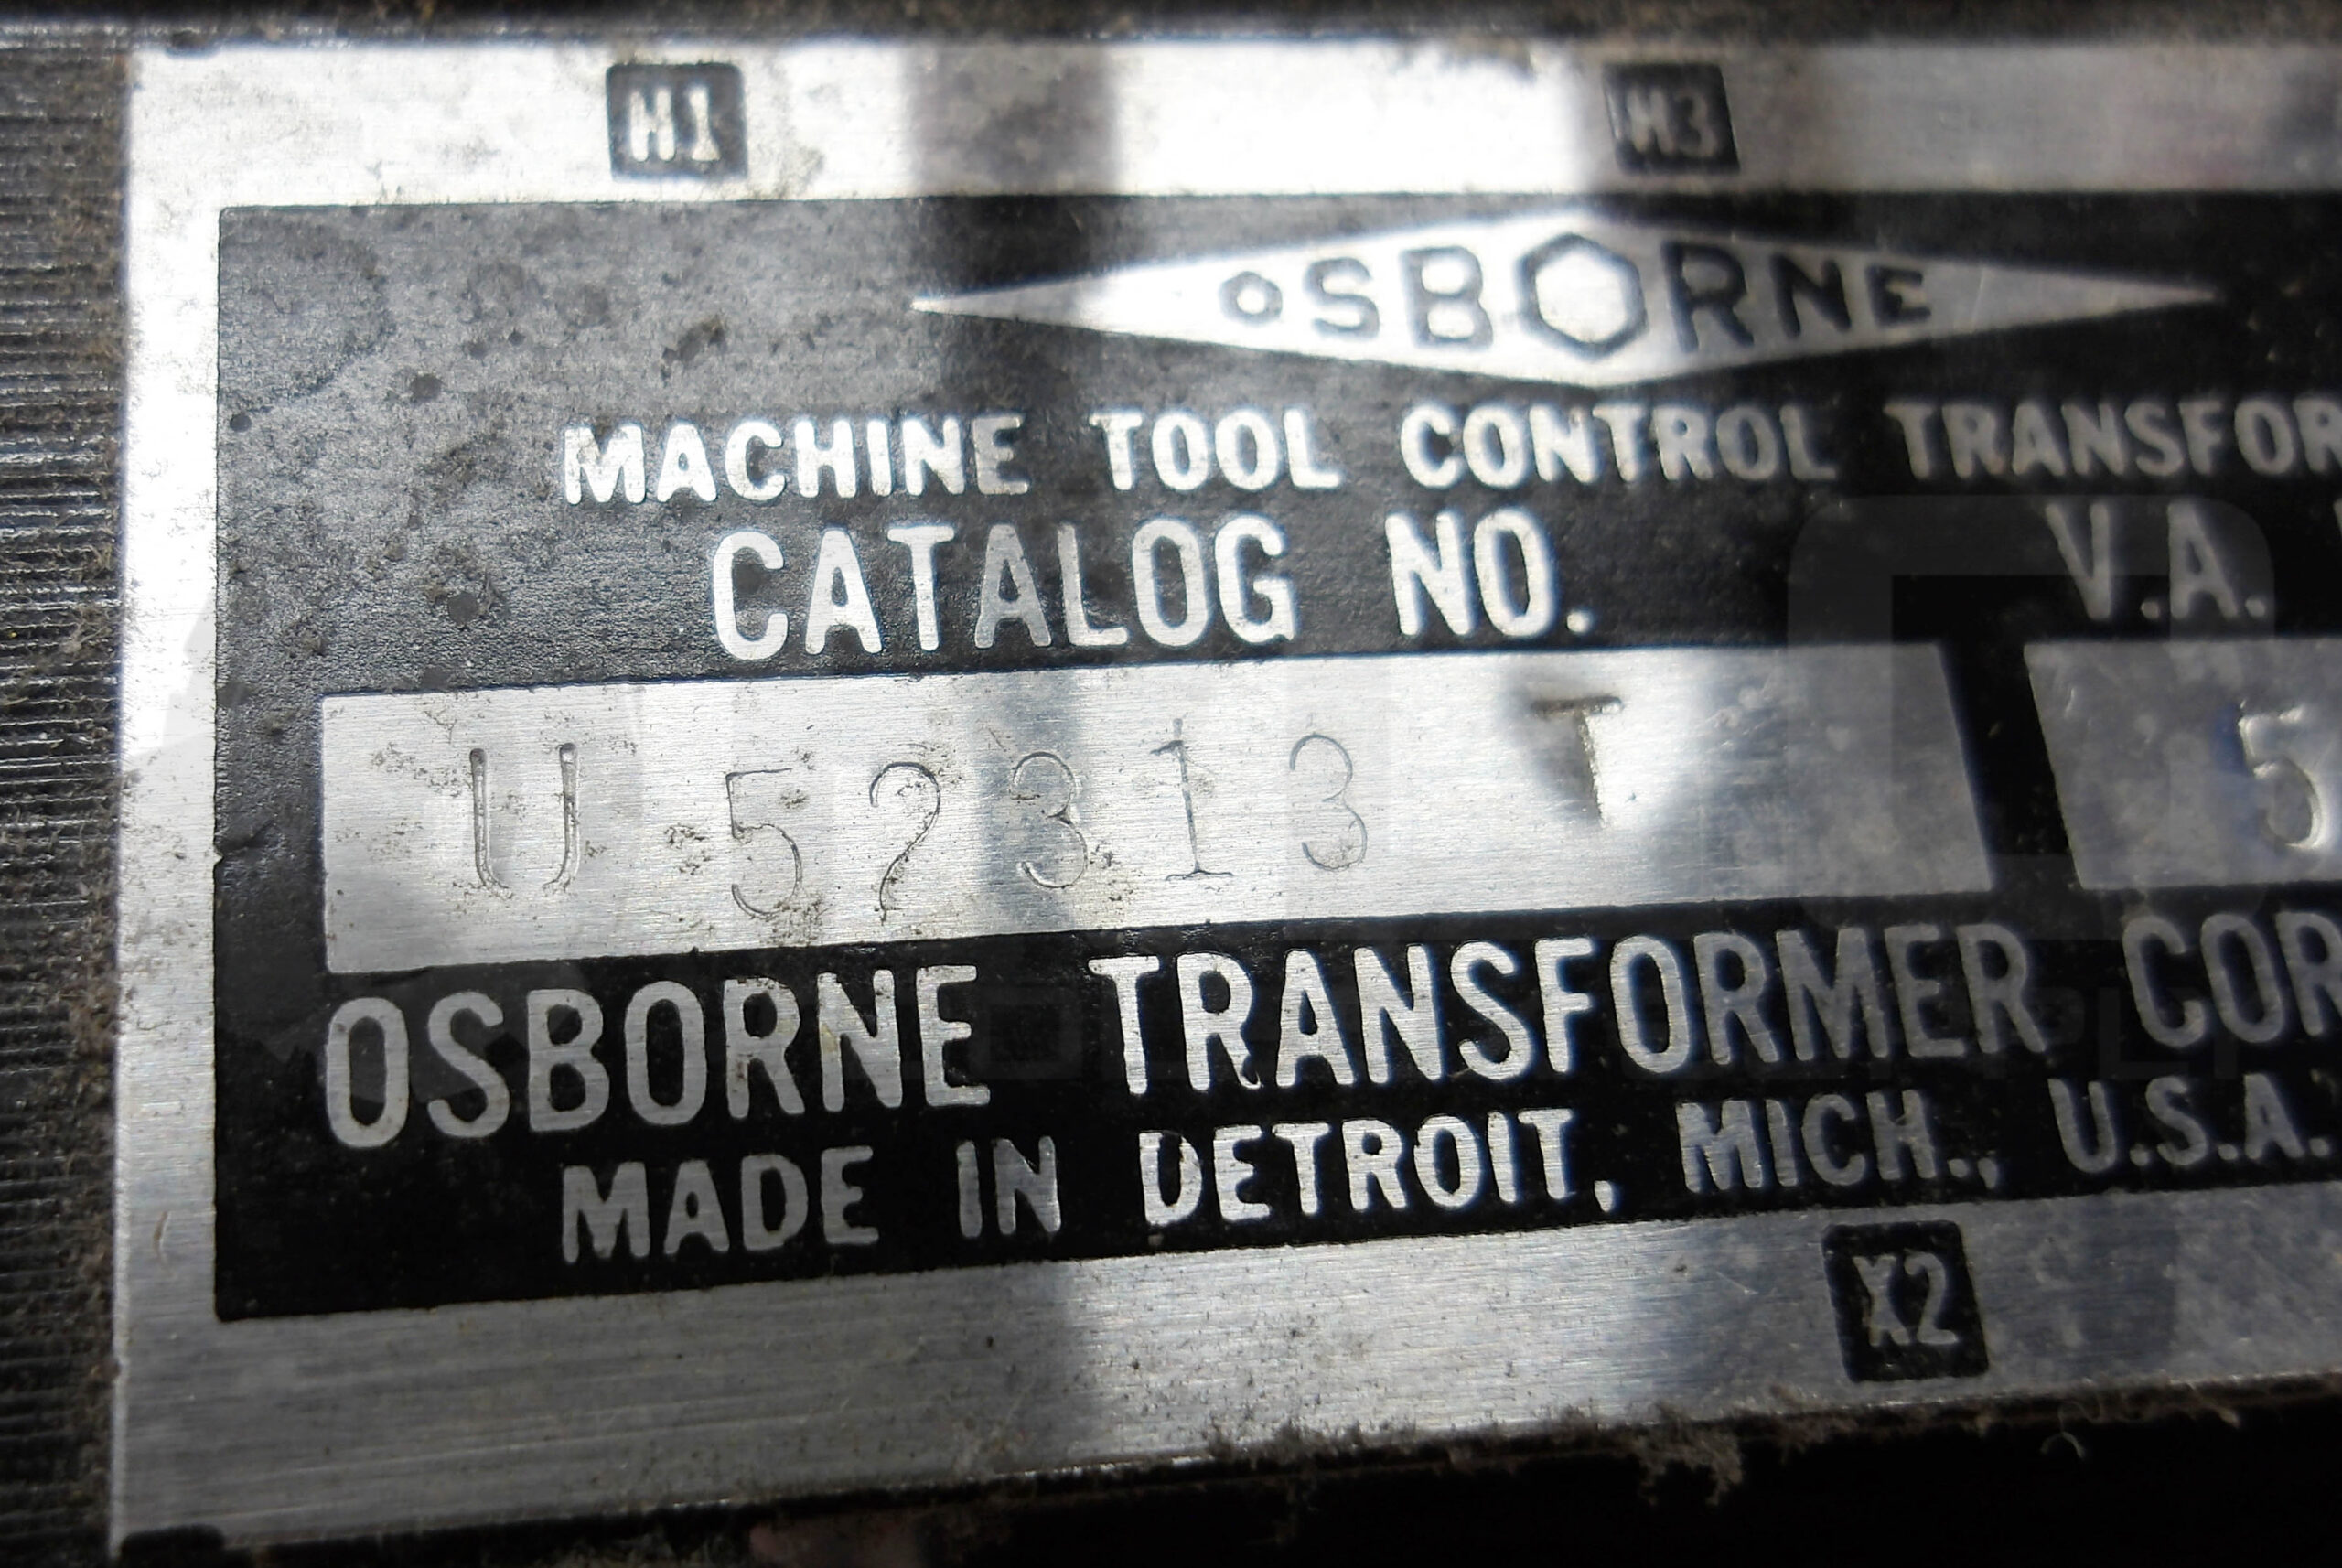 H1 H3
OSBORNE
MACHINE TOOL CONTROL TRANSFOR
CATALOG NO. V.A.
U 52313 T 5
OSBORNE TRANSFORMER COR
MADE IN DETROIT, MICH., U.S.A.
X2